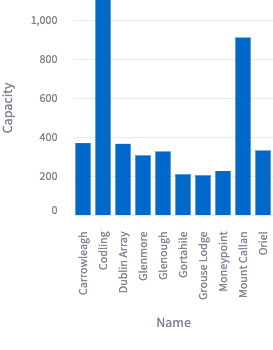 1,000
800
600
400
200
0
Capacity
Carrowleagh
Codling
Dublin Array
Glenmore
Glenough
Gortahile
Grouse Lodge
Moneypoint
Mount Callan
Oriel
Name